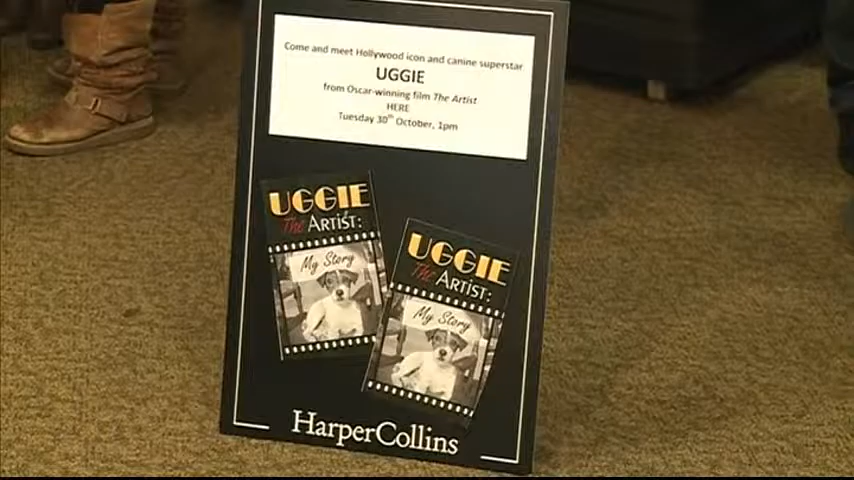 Come and meet Hollywood icon and canine superstar
UGGIE
from Oscar-winning film The Artist
HERE
Tuesday 30th October, 1pm
UGGIE
The ARTIST:
My Story
UGGIE
The ARTIST:
My Story
HarperCollins